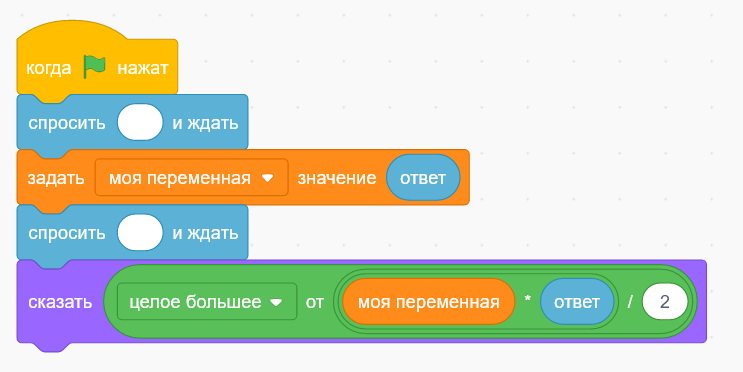 когда нажат
спросить и ждать
задать моя переменная значение ответ
спросить и ждать
сказать целое большее от моя переменная * ответ / 2